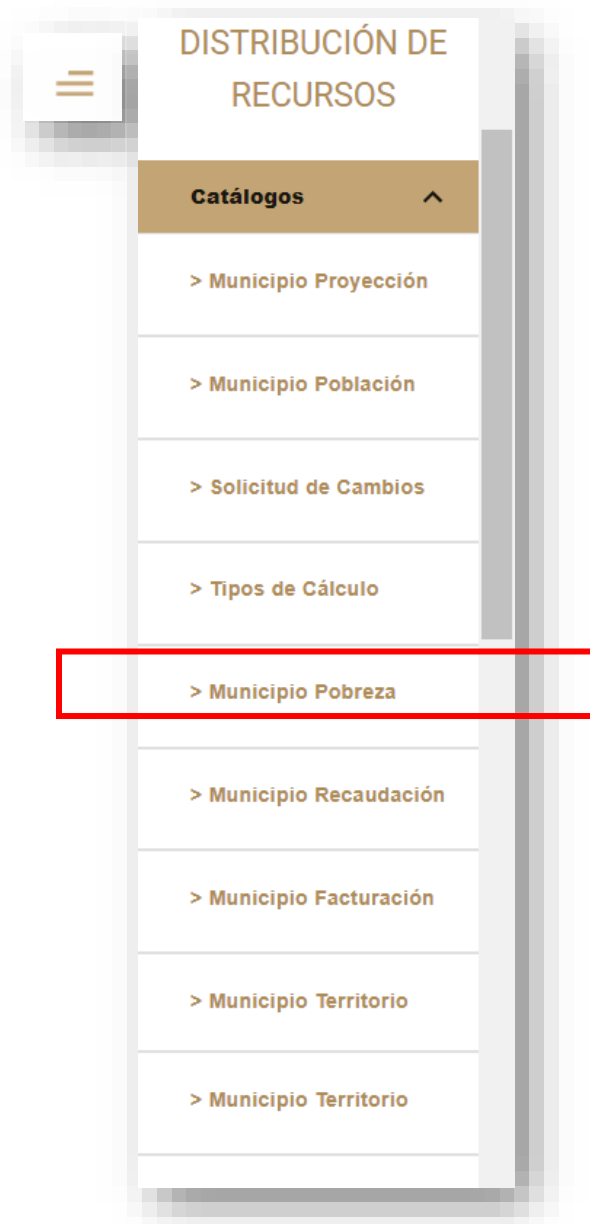 DISTRIBUCIÓN DE
RECURSOS
Catálogos
> Municipio Proyección
> Municipio Población
> Solicitud de Cambios
> Tipos de Cálculo
> Municipio Pobreza
> Municipio Recaudación
> Municipio Facturación
> Municipio Territorio
> Municipio Territorio